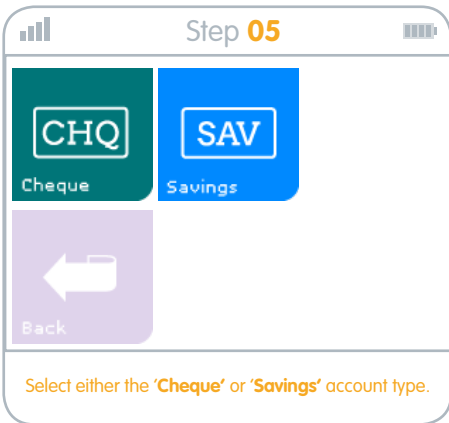 Step 05
CHQ
Cheque
SAV
Savings
Back
Select either the ‘Cheque‘ or ‘Savings‘ account type.